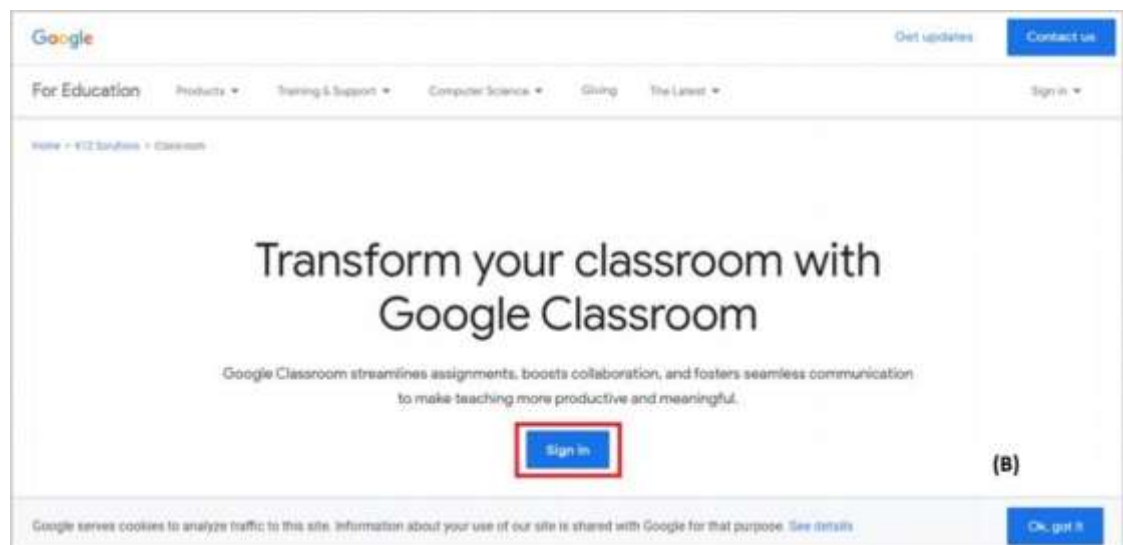 Google
Get updates
Contact us
For Education
Products
Training & Support
Computer Science
Giving
The Latest
Sign in
Home > K12 Solutions > Classroom
Transform your classroom with
Google Classroom
Google Classroom streamlines assignments, boosts collaboration, and fosters seamless communication
to make teaching more productive and meaningful.
Sign in
(B)
Google serves cookies to analyze traffic to this site. Information about your use of our site is shared with Google for that purpose. See details
Ok, got it